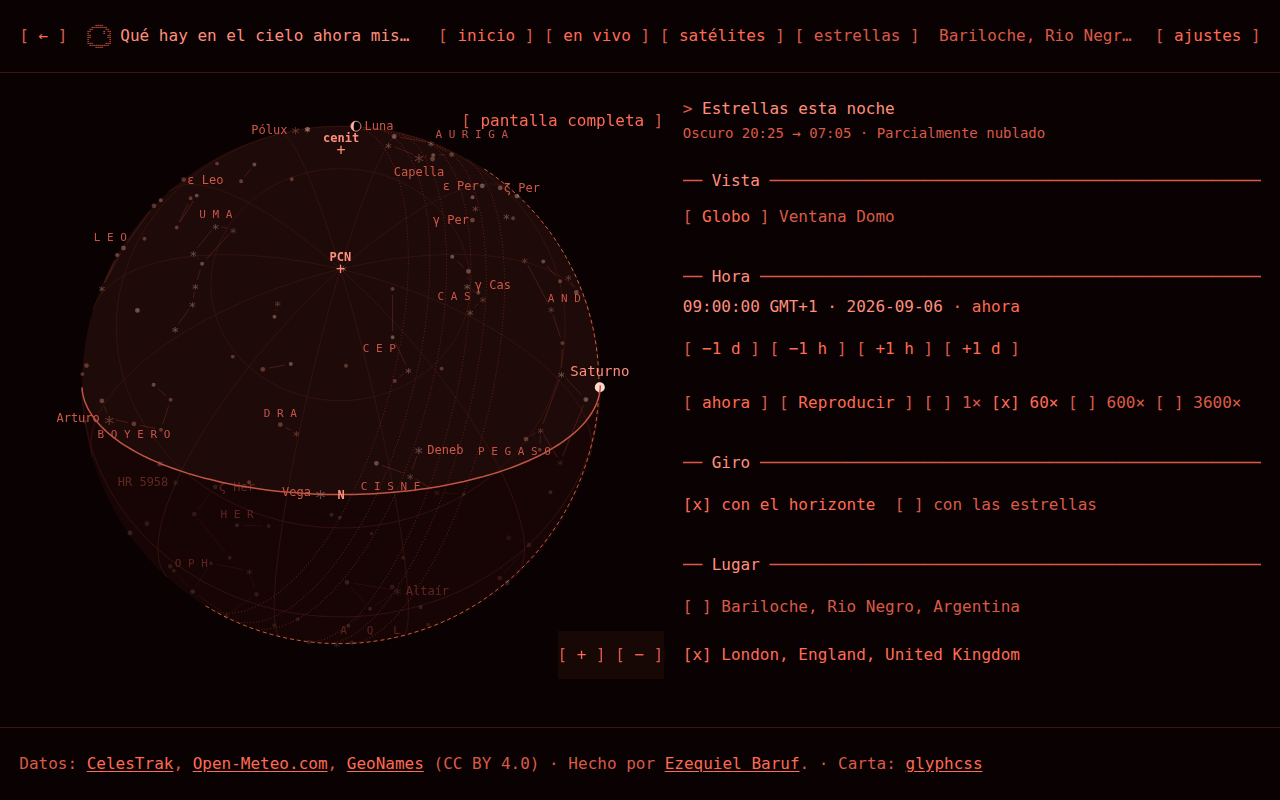 [ ← ] Qué hay en el cielo ahora mis… [ inicio ] [ en vivo ] [ satélites ] [ estrellas ] Bariloche, Rio Negr… [ ajustes ]
[ pantalla completa ]
Pólux
Luna
cenit
AURIGA
Capella
ε Leo
ε Per
ζ Per
UMA
γ Per
LEO
PCN
γ Cas
CAS
AND
CEP
Saturno
DRA
Arturo
BOYERO
Deneb
PEGASO
HR 5958
ζ Her
Vega
N
CISNE
HER
OPH
Altaír
AQL
[ + ] [ − ]
> Estrellas esta noche
Oscuro 20:25 → 07:05 · Parcialmente nublado
Vista
[ Globo ] Ventana Domo
Hora
09:00:00 GMT+1 · 2026-09-06 · ahora
[ −1 d ] [ −1 h ] [ +1 h ] [ +1 d ]
[ ahora ] [ Reproducir ] [ ] 1× [x] 60× [ ] 600× [ ] 3600×
Giro
[x] con el horizonte [ ] con las estrellas
Lugar
[ ] Bariloche, Rio Negro, Argentina
[x] London, England, United Kingdom
Datos: CelesTrak, Open-Meteo.com, GeoNames (CC BY 4.0) · Hecho por Ezequiel Baruf. · Carta: glyphcss